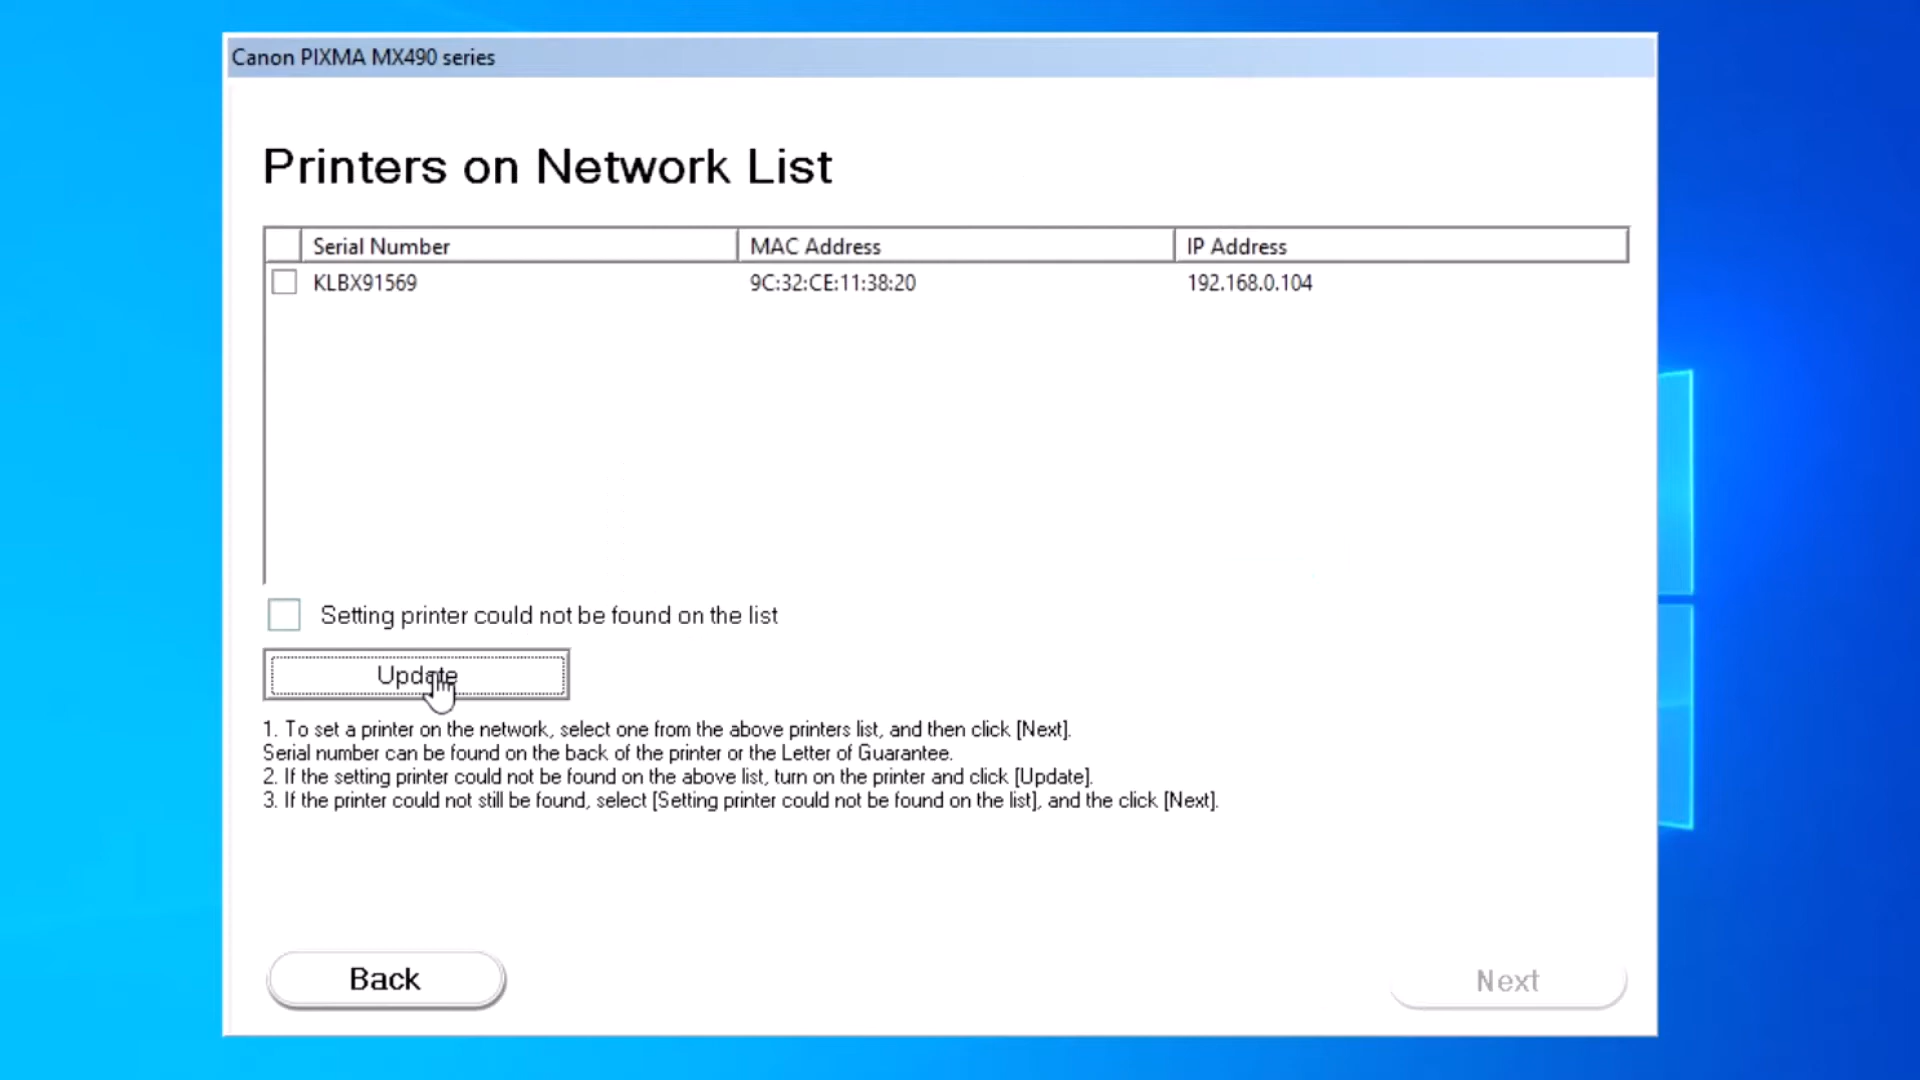 Canon PIXMA MX490 series
Printers on Network List
Serial Number MAC Address IP Address
KLBX91569 9C:32:CE:11:38:20 192.168.0.104
Setting printer could not be found on the list
Update
1. To set a printer on the network, select one from the above printers list, and then click [Next].
Serial number can be found on the back of the printer or the Letter of Guarantee.
2. If the setting printer could not be found on the above list, turn on the printer and click [Update].
3. If the printer could not still be found, select [Setting printer could not be found on the list], and the click [Next].
Back Next